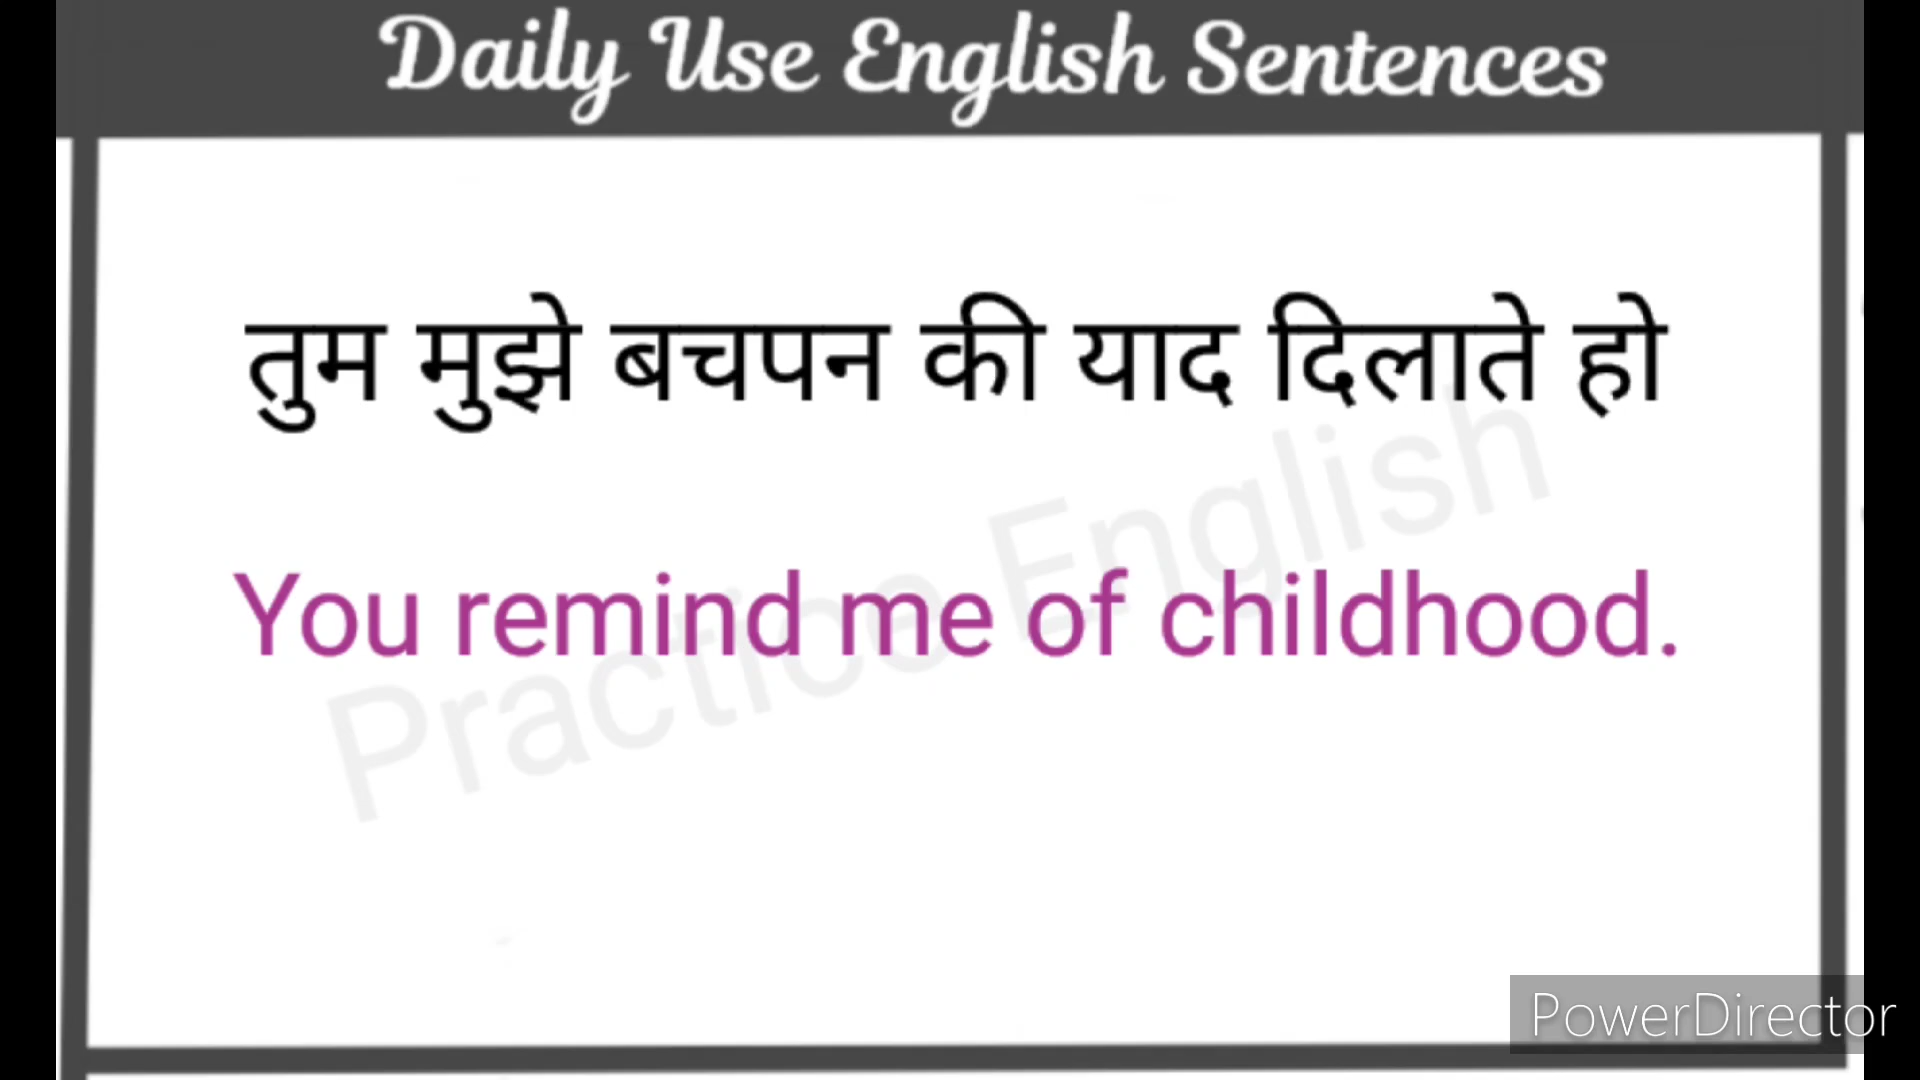 Daily Use English Sentences
तुम मुझे बचपन की याद दिलाते हो
Practice English
You remind me of childhood.
PowerDirector